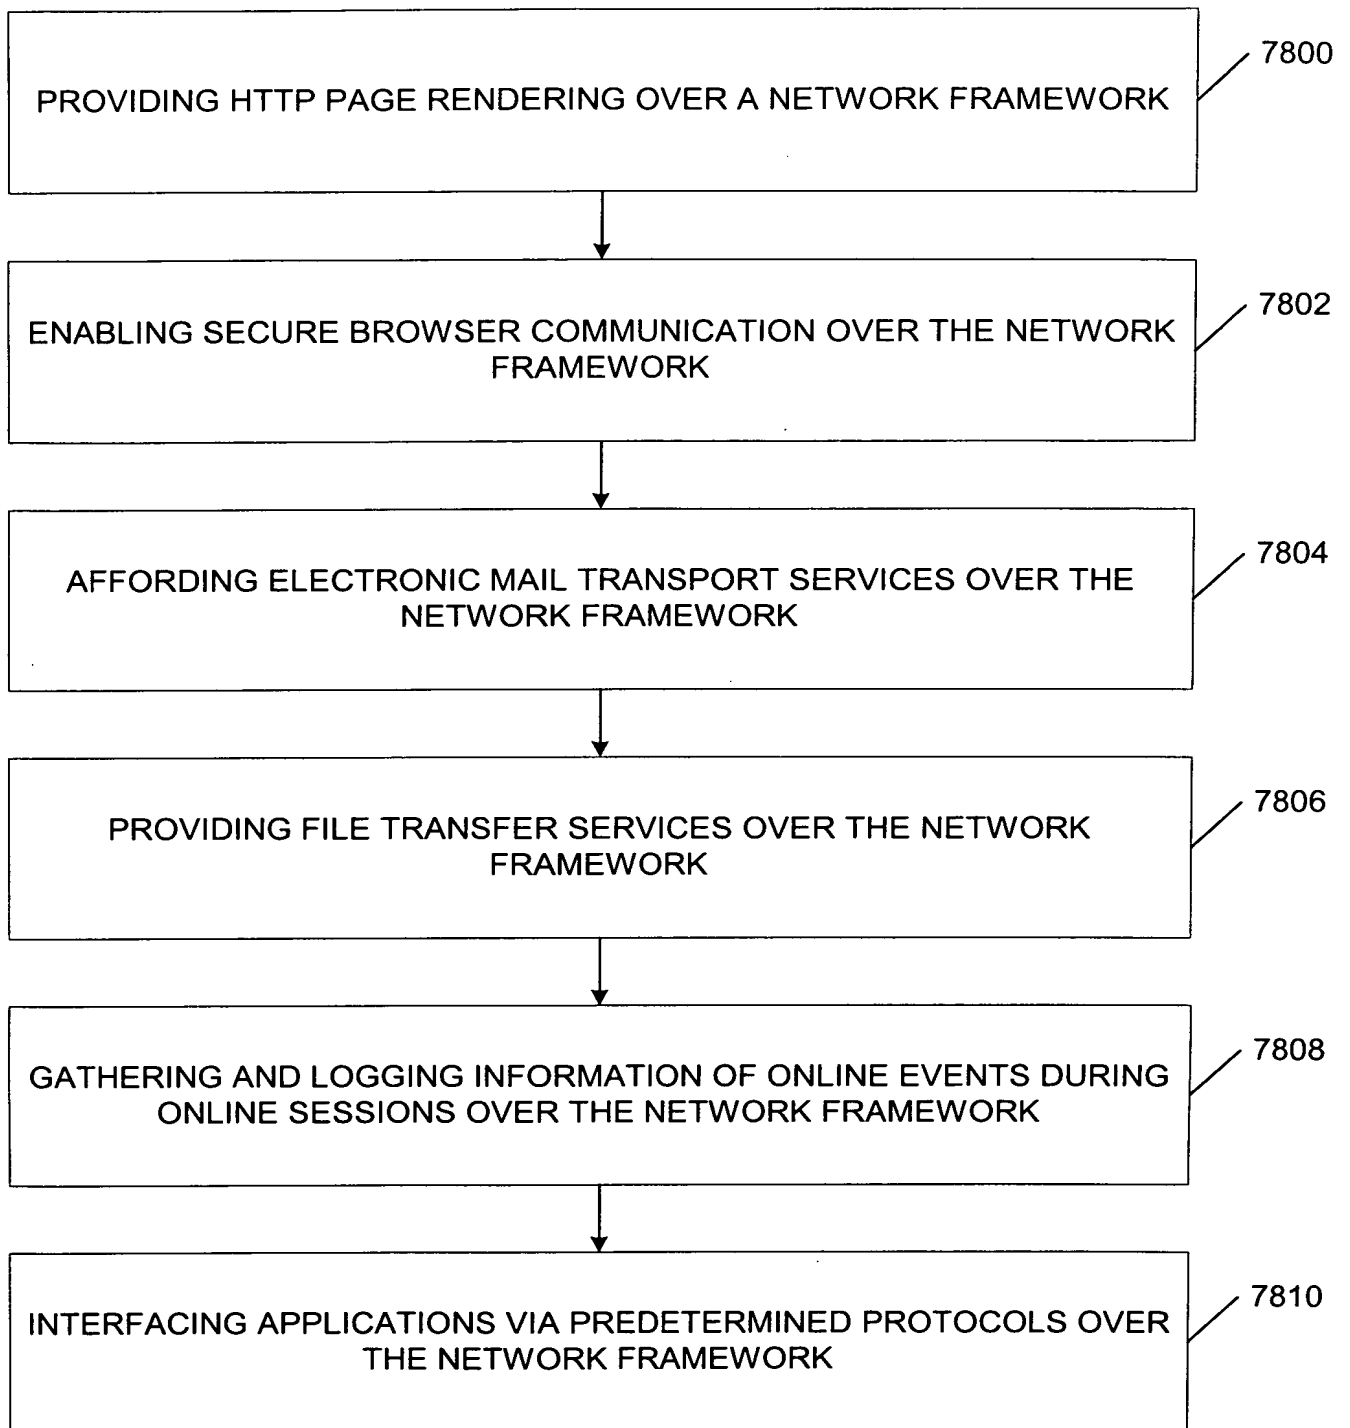 7800
PROVIDING HTTP PAGE RENDERING OVER A NETWORK FRAMEWORK
7802
ENABLING SECURE BROWSER COMMUNICATION OVER THE NETWORK
FRAMEWORK
7804
AFFORDING ELECTRONIC MAIL TRANSPORT SERVICES OVER THE
NETWORK FRAMEWORK
7806
PROVIDING FILE TRANSFER SERVICES OVER THE NETWORK
FRAMEWORK
7808
GATHERING AND LOGGING INFORMATION OF ONLINE EVENTS DURING
ONLINE SESSIONS OVER THE NETWORK FRAMEWORK
7810
INTERFACING APPLICATIONS VIA PREDETERMINED PROTOCOLS OVER
THE NETWORK FRAMEWORK